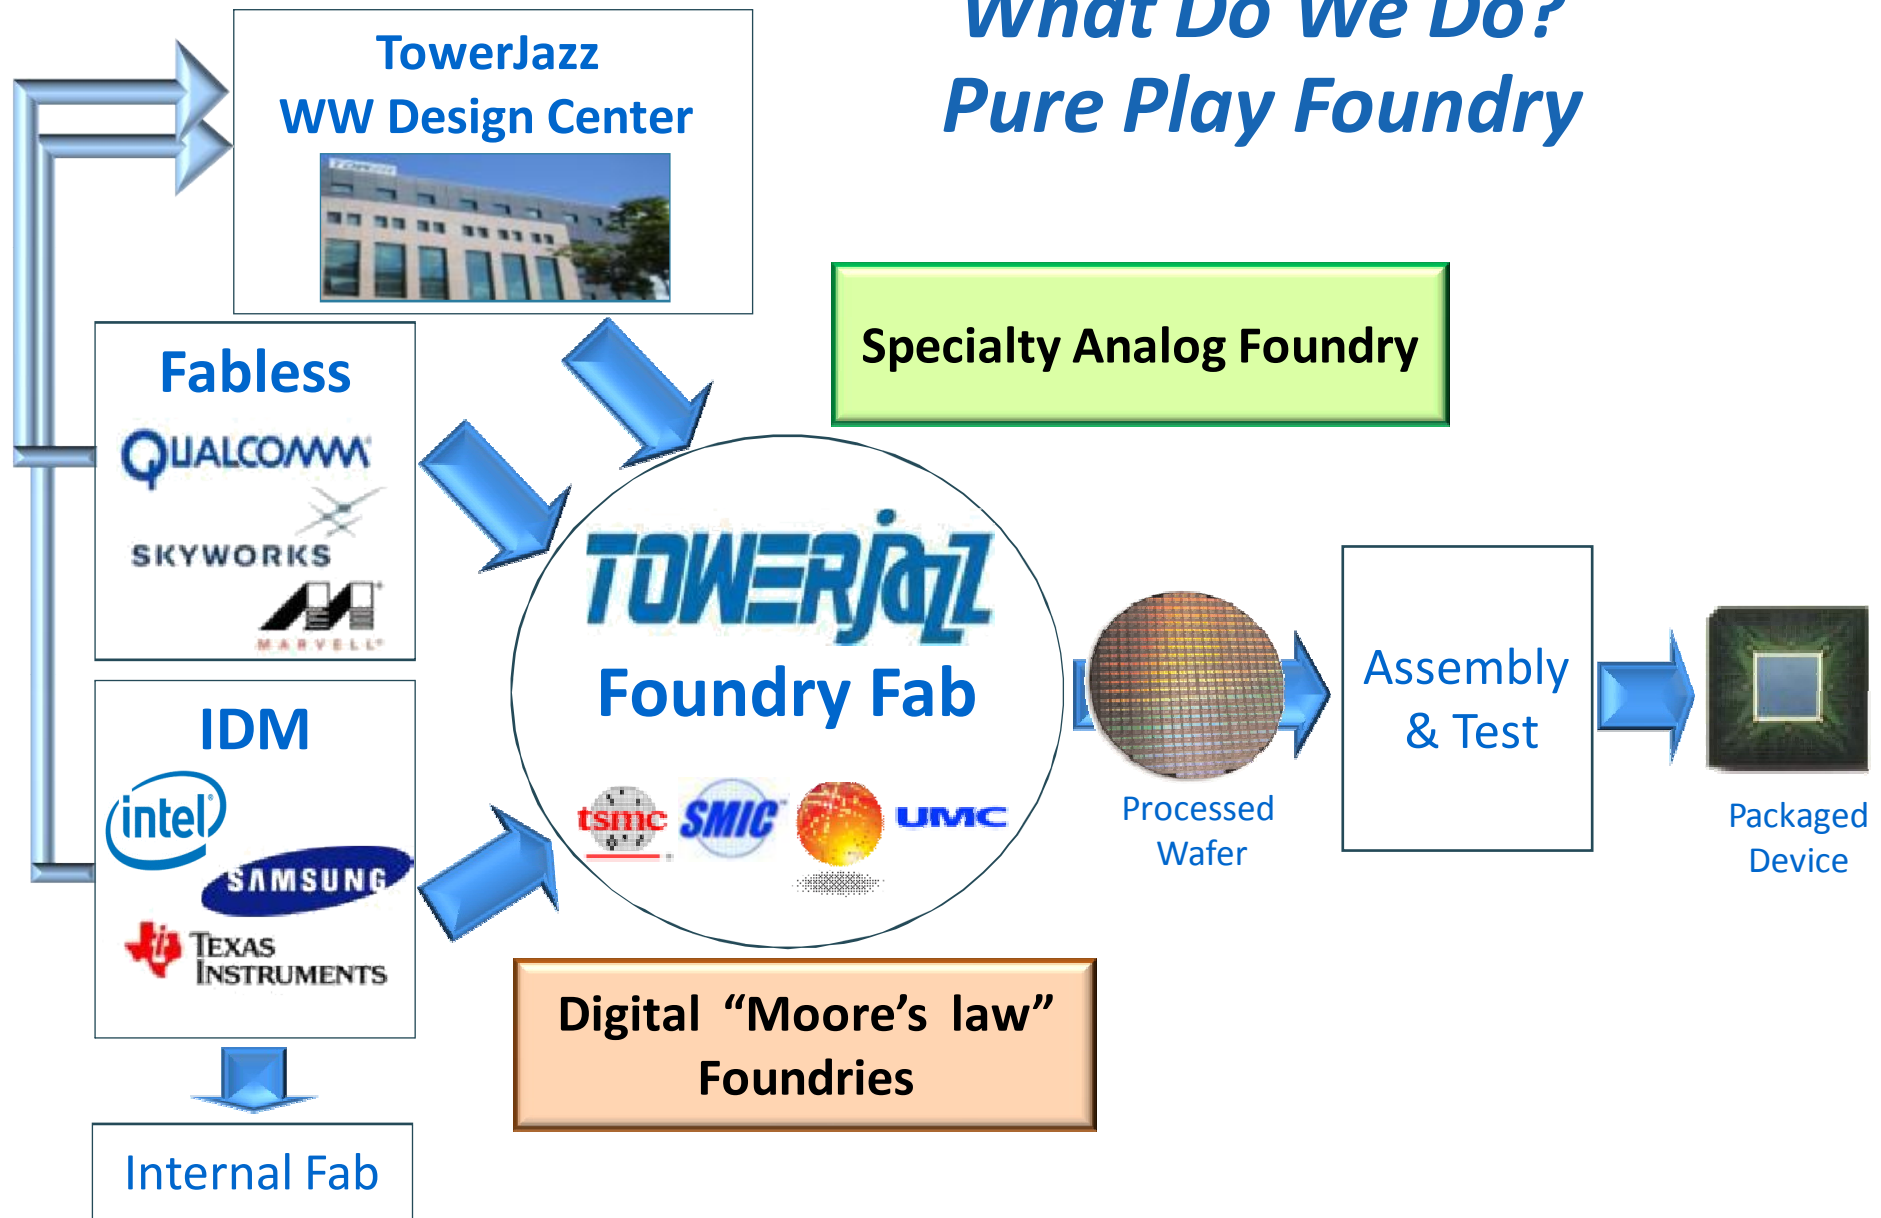 What Do We Do?
Pure Play Foundry
TowerJazz
WW Design Center
Specialty Analog Foundry
Fabless
QUALCOMM
SKYWORKS
MARVELL®
TOWERjazz
Foundry Fab
tsmc
SMIC
UMC
IDM
intel
SAMSUNG
TEXAS
INSTRUMENTS
Processed
Wafer
Assembly
& Test
Packaged
Device
Digital “Moore’s law”
Foundries
Internal Fab